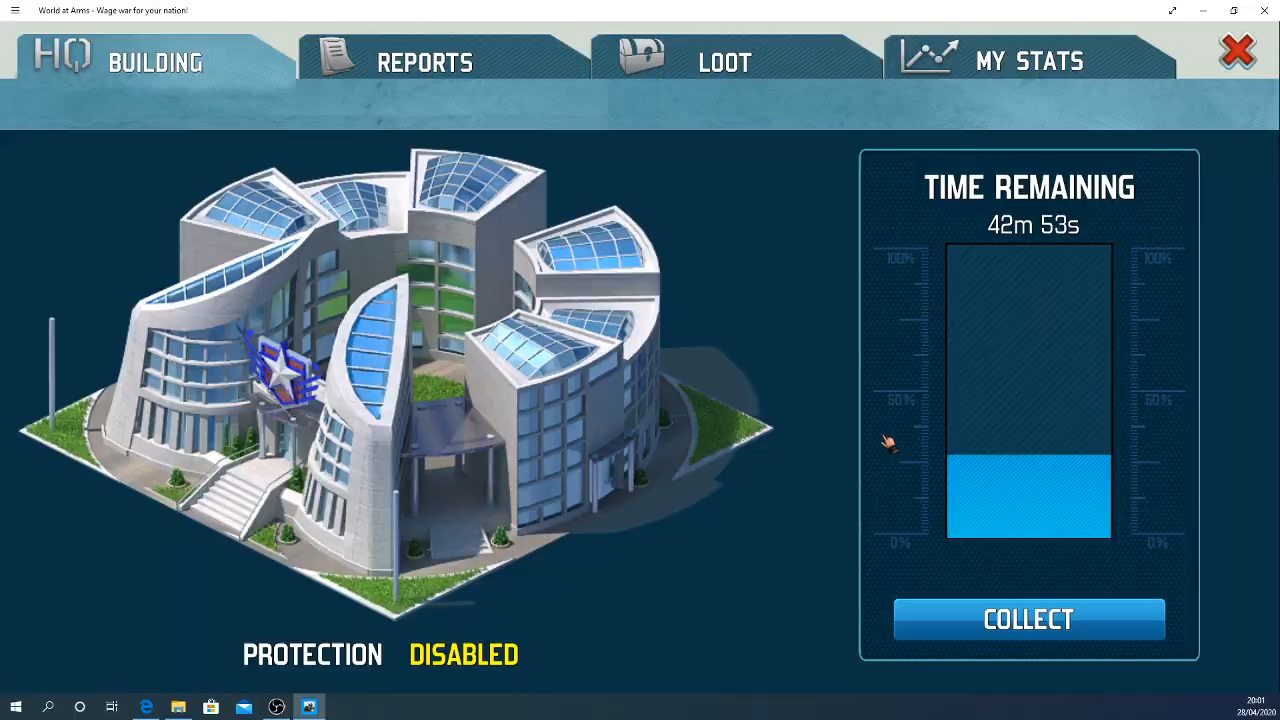 World at Arms - Wage war for your nation!
HQ BUILDING
REPORTS
LOOT
MY STATS
TIME REMAINING
42m 53s
100% 100%
50% 50%
0% 0%
COLLECT
PROTECTION DISABLED
20:01
28/04/2020